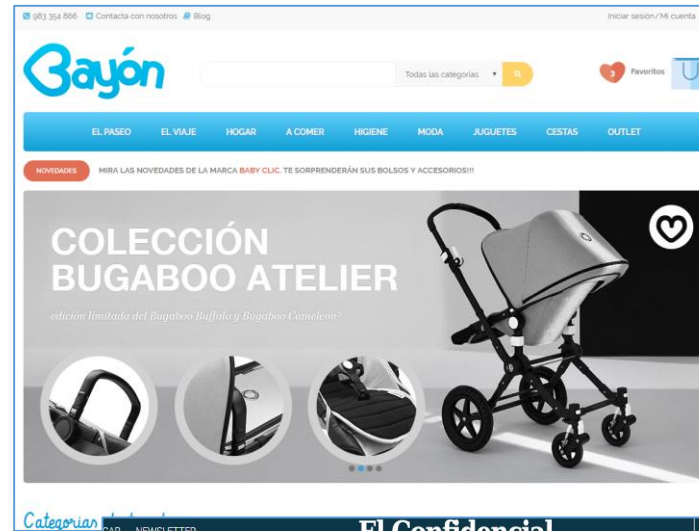 983 354 866 Contacta con nosotros Blog Iniciar sesión/Mi cuenta
Bayón
Todas las categorías
3 Favoritos
EL PASEO EL VIAJE HOGAR A COMER HIGIENE MODA JUGUETES CESTAS OUTLET
NOVEDADES MIRA LAS NOVEDADES DE LA MARCA BABY CLIC. TE SORPRENDERÁN SUS BOLSOS Y ACCESORIOS!!!
COLECCIÓN
BUGABOO ATELIER
edición limitada del Bugaboo Buffalo y Bugaboo Cameleon³
Categorias
NEWSLETTER El Confidencial